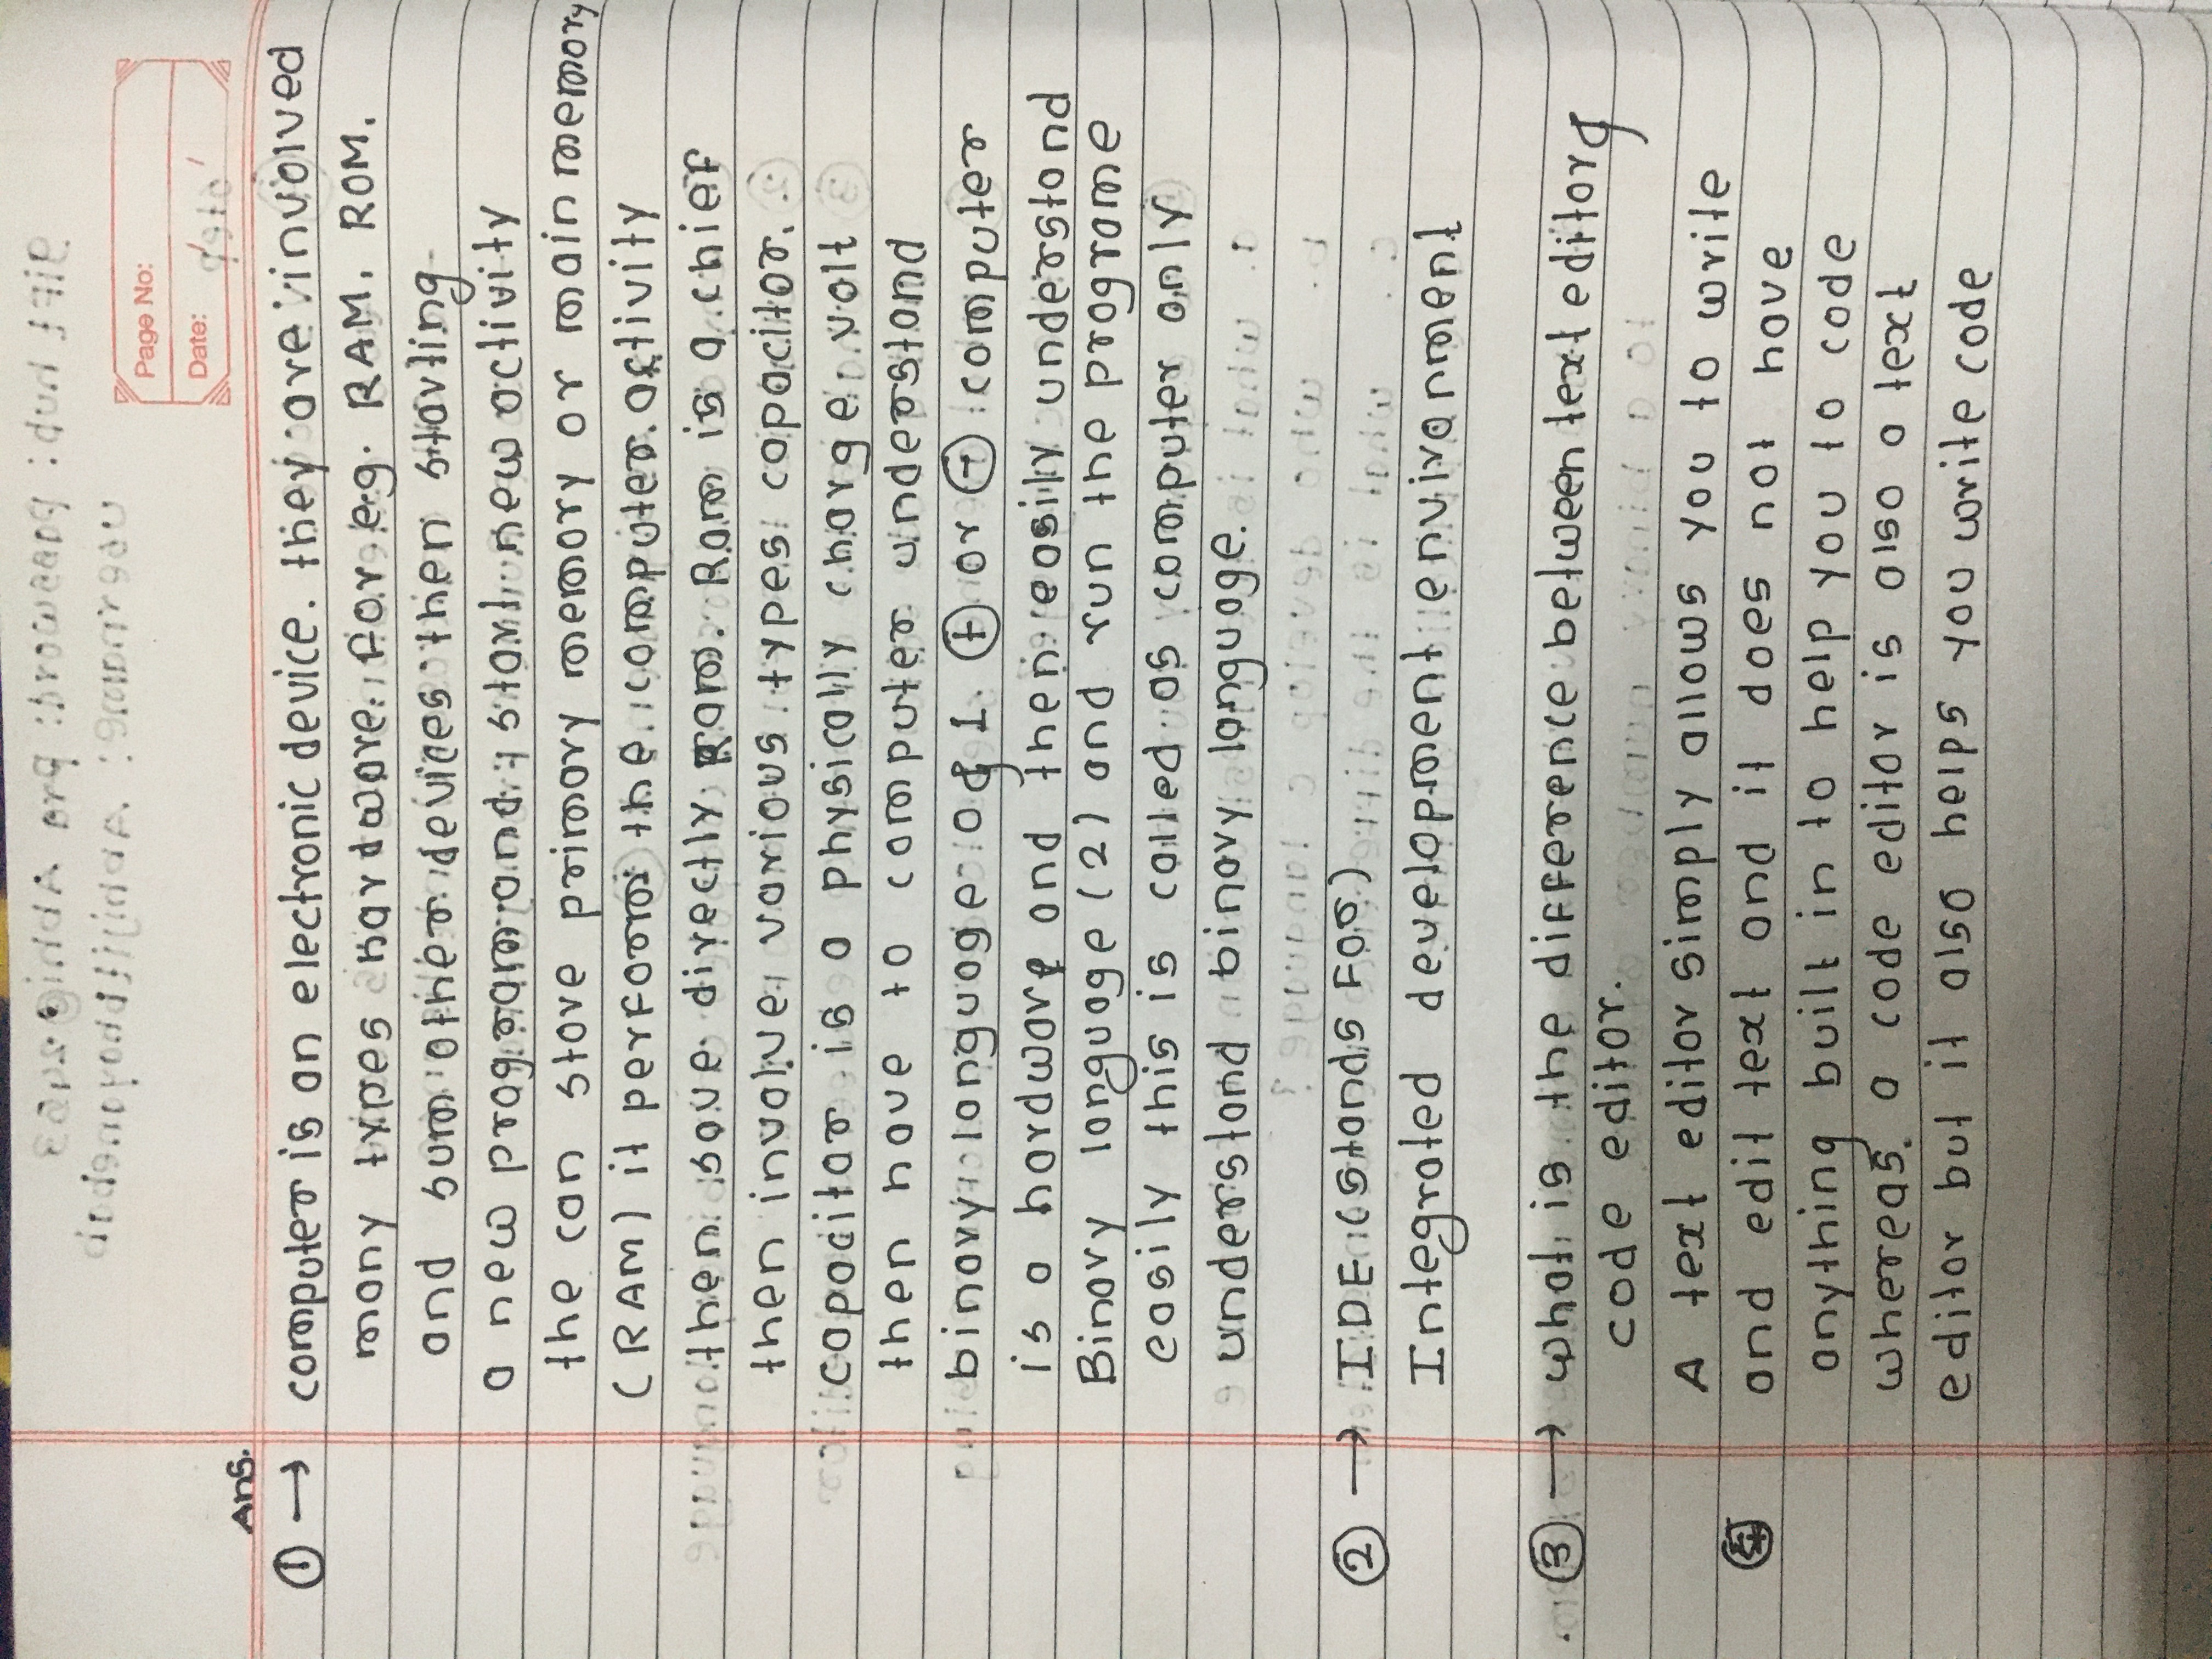 Page No:
Date: / /
Ans.
① → computer is an electronic device. they are involved
many types hardware. For e.g. RAM, ROM,
and sum other devices then starting
a new program and start new activity
the can store primary memory or main memory
(RAM) it perform the computer activity
then save directly Ram. Ram is a chief
then involve various types capacitor.
capacitor is a physically charge volt
then have to computer understand
binary language 0 & 1. ⊕ or ⊖ computer
is a hardware and then easily understand
Binary language (2) and run the programe
easily this is called as computer only
understand binary language.
② → IDE (Stands For)
Integrated development environment
③ → what is the difference between text editor &
code editor.
A text editor simply allows you to write
and edit text and it does not have
anything built in to help you to code
whereas. a code editor is also a text
editor but it also helps you write code